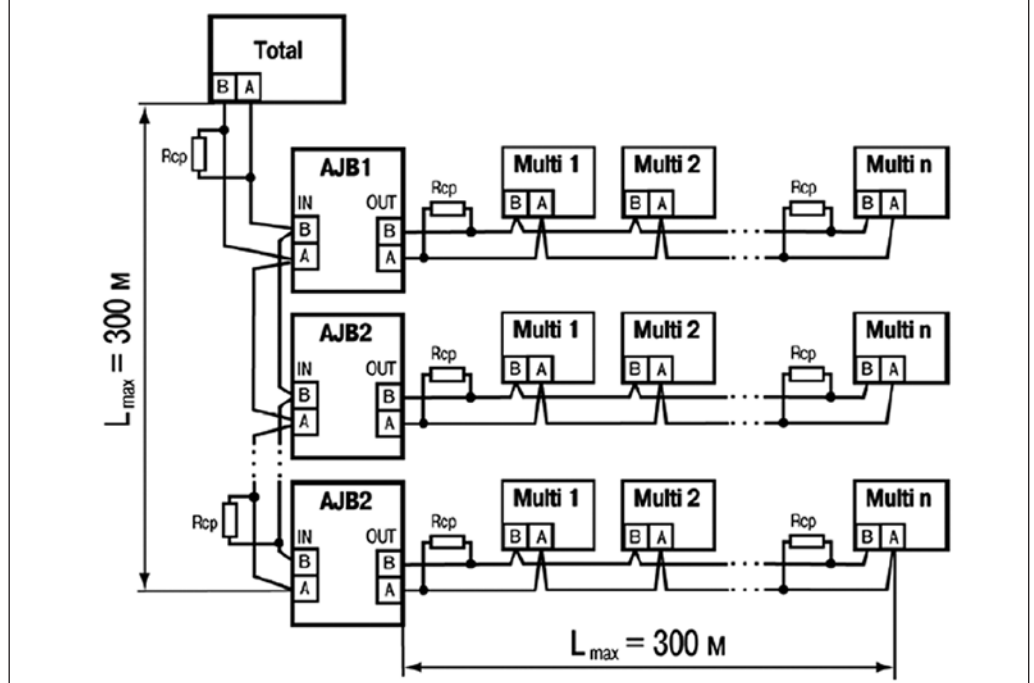 Total
B A
Rcp
AJB1
IN OUT
B B
A A
Rcp
Multi 1
B A
Multi 2
B A
Rcp
Multi n
B A
Lmax = 300 м
AJB2
IN OUT
B B
A A
Rcp
Multi 1
B A
Multi 2
B A
Rcp
Multi n
B A
Rcp
AJB2
IN OUT
B B
A A
Rcp
Multi 1
B A
Multi 2
B A
Rcp
Multi n
B A
Lmax = 300 м